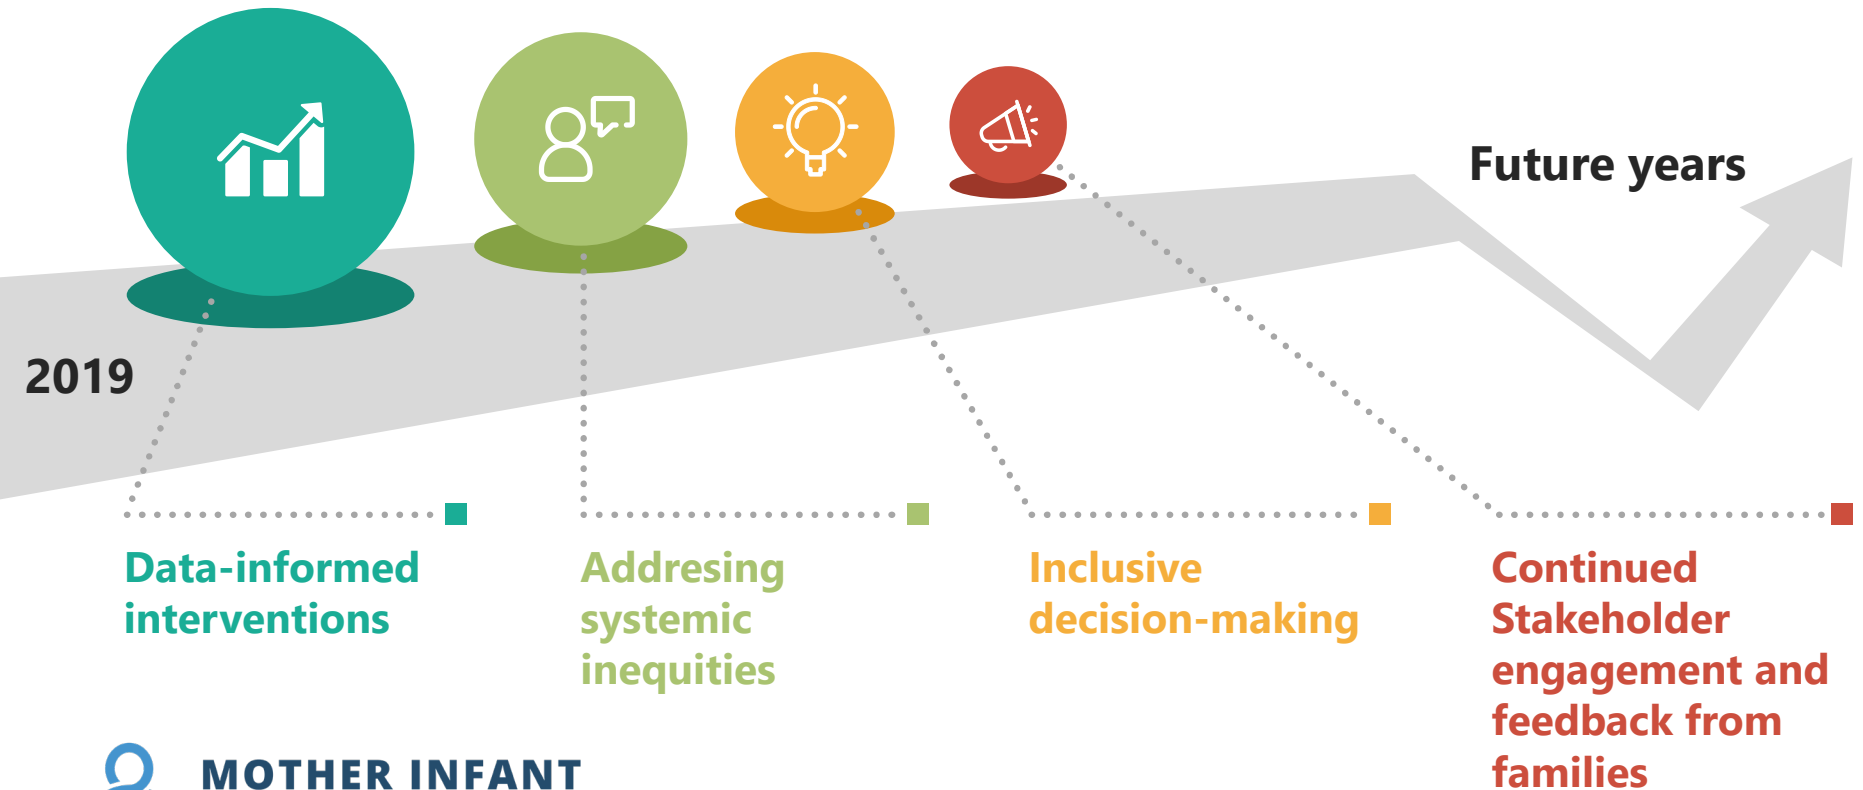 Future years
2019
Data-informed
interventions
Addresing
systemic
inequities
Inclusive
decision-making
Continued
Stakeholder
engagement and
feedback from
families
MOTHER INFANT